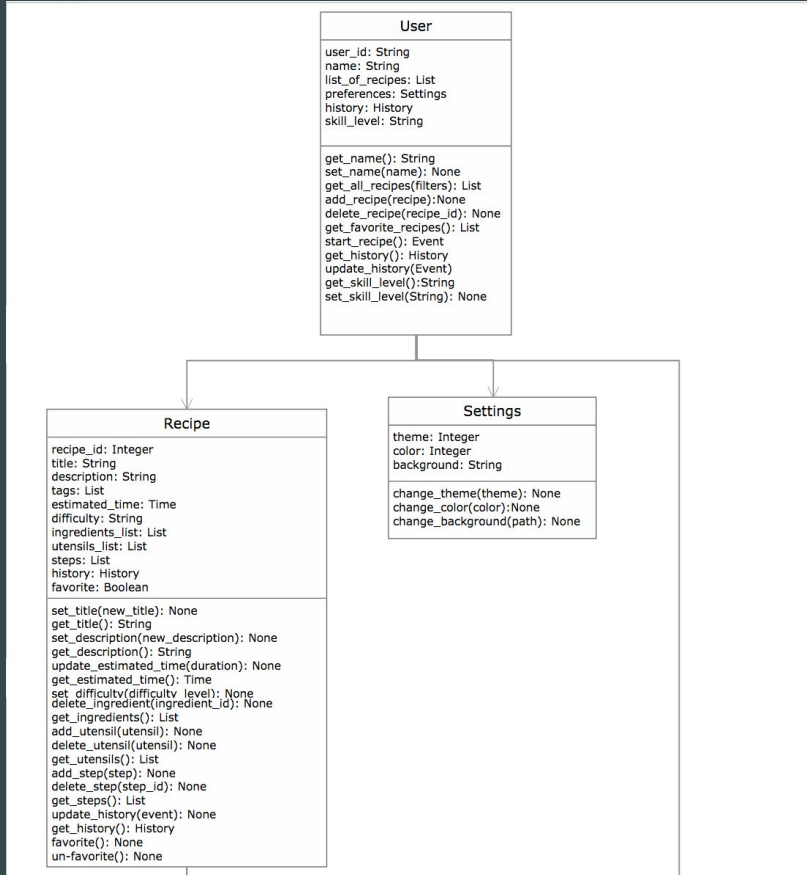 User
user_id: String
name: String
list_of_recipes: List
preferences: Settings
history: History
skill_level: String
get_name(): String
set_name(name): None
get_all_recipes(filters): List
add_recipe(recipe):None
delete_recipe(recipe_id): None
get_favorite_recipes(): List
start_recipe(): Event
get_history(): History
update_history(Event)
get_skill_level():String
set_skill_level(String): None
Recipe
recipe_id: Integer
title: String
description: String
tags: List
estimated_time: Time
difficulty: String
ingredients_list: List
utensils_list: List
steps: List
history: History
favorite: Boolean
set_title(new_title): None
get_title(): String
set_description(new_description): None
get_description(): String
update_estimated_time(duration): None
get_estimated_time(): Time
set_difficulty(difficulty_level): None
delete_ingredient(ingredient_id): None
get_ingredients(): List
add_utensil(utensil): None
delete_utensil(utensil): None
get_utensils(): List
add_step(step): None
delete_step(step_id): None
get_steps(): List
update_history(event): None
get_history(): History
favorite(): None
un-favorite(): None
Settings
theme: Integer
color: Integer
background: String
change_theme(theme): None
change_color(color):None
change_background(path): None